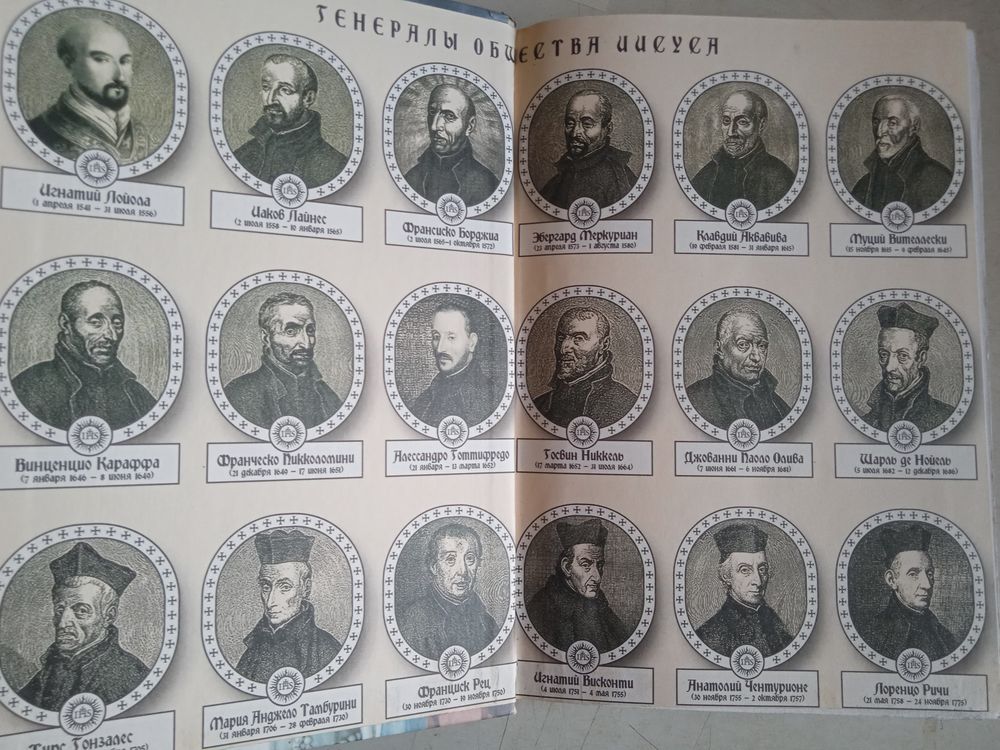 ГЕНЕРАЛЫ ОБЩЕСТВА ИИСУСА
Игнатий Лойола
(1 апреля 1541 – 31 июля 1556)
Иаков Лайнес
(2 июля 1558 – 10 января 1565)
Франсиско Борджиа
(2 июля 1565–1 октября 1572)
Эбергард Меркуриан
(23 апреля 1573 – 1 августа 1580)
Клавдий Аквавива
(19 февраля 1581 – 31 января 1615)
Муций Вителлески
(15 ноября 1615 – 9 февраля 1645)
Винценцио Караффа
(7 января 1646 – 8 июня 1649)
Франческо Пикколомини
(21 декабря 1649 – 17 июня 1651)
Алессандро Готтифредо
(21 января – 13 марта 1652)
Госвин Никкель
(17 марта 1652 – 31 июля 1664)
Джованни Паоло Олива
(7 июня 1661 – 6 ноября 1681)
Шарль де Нойель
(5 июля 1682 – 12 декабря 1686)
Тирс Гонзалес
Мария Анджело Тамбурини
(31 января 1706 – 28 февраля 1730)
Франциск Рец
(30 ноября 1730 – 19 ноября 1750)
Игнатий Висконти
(4 июля 1751 – 4 мая 1755)
Анатолий Чентурионе
(30 ноября 1755 – 2 октября 1757)
Лоренцо Ричи
(21 мая 1758 – 24 ноября 1775)